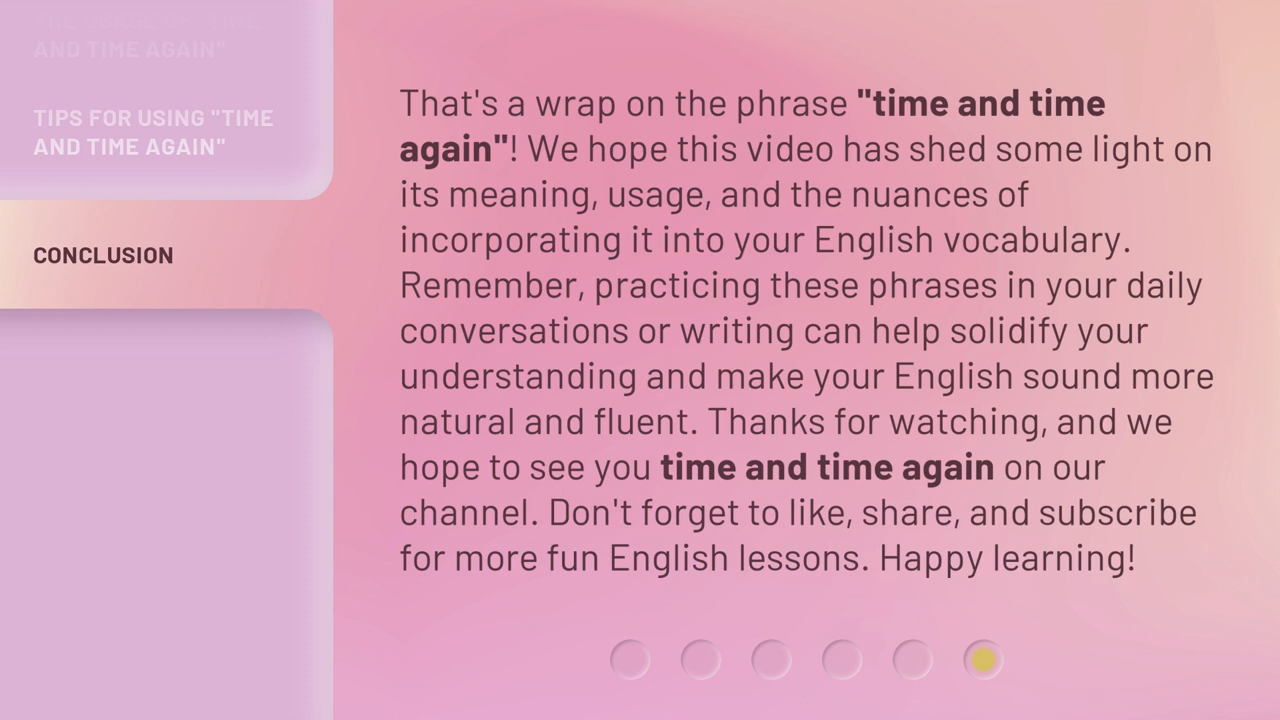 THE USAGE OF "TIME
AND TIME AGAIN"
TIPS FOR USING "TIME
AND TIME AGAIN"
CONCLUSION
That's a wrap on the phrase "time and time
again"! We hope this video has shed some light on
its meaning, usage, and the nuances of
incorporating it into your English vocabulary.
Remember, practicing these phrases in your daily
conversations or writing can help solidify your
understanding and make your English sound more
natural and fluent. Thanks for watching, and we
hope to see you time and time again on our
channel. Don't forget to like, share, and subscribe
for more fun English lessons. Happy learning!